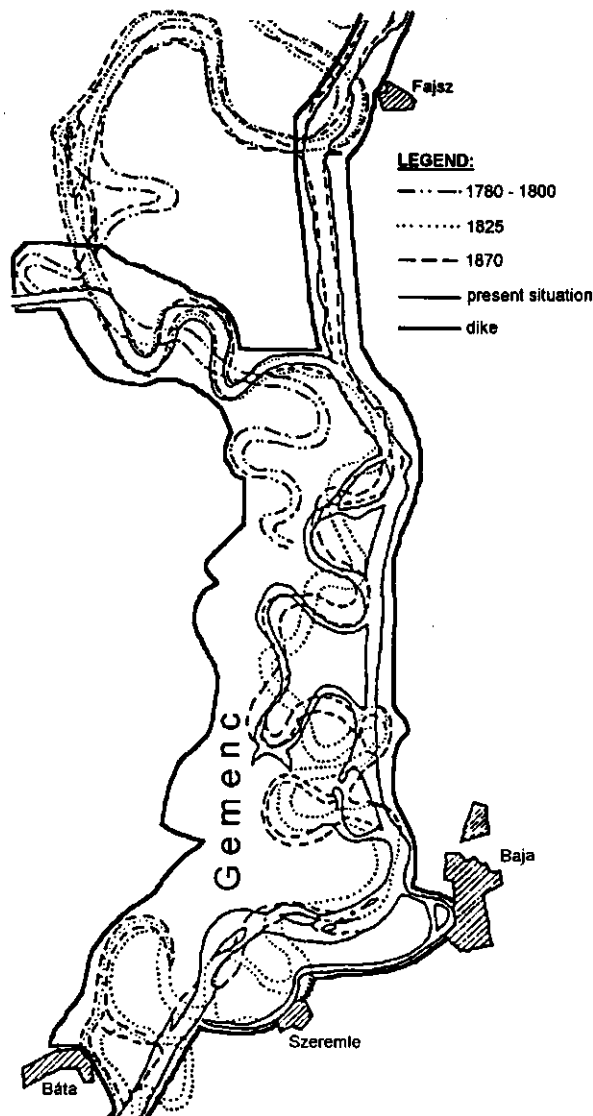 Fajsz
LEGEND:
1780 - 1800
1825
1870
present situation
dike
Gemenc
Baja
Szeremle
Báta